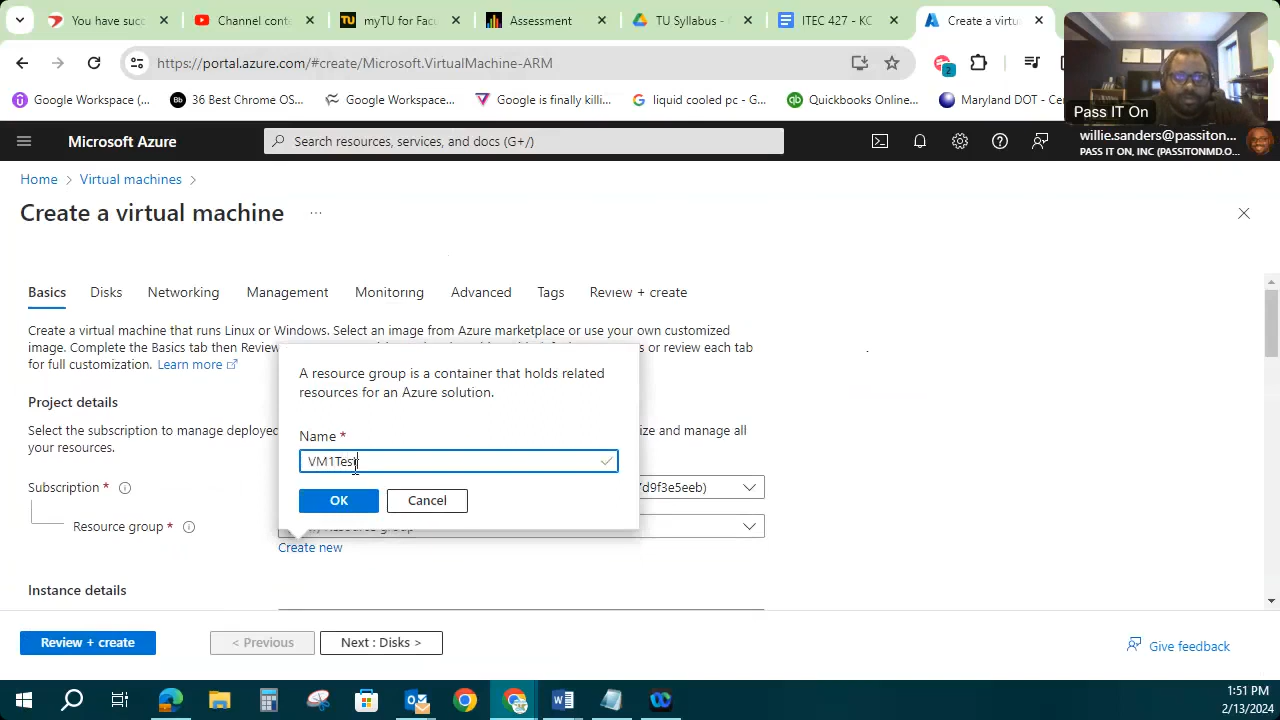 You have succ
Channel cont
myTU for Facu
Assessment
TU Syllabus -
ITEC 427 - KC
Create a virtu
https://portal.azure.com/#create/Microsoft.VirtualMachine-ARM
2
Google Workspace (...
36 Best Chrome OS...
Google Workspace...
Google is finally killi...
liquid cooled pc - G...
Quickbooks Online...
Maryland DOT - Ce
Pass IT On
Microsoft Azure
Search resources, services, and docs (G+/)
willie.sanders@passiton...
PASS IT ON, INC (PASSITONMD.O...
Home > Virtual machines >
Create a virtual machine ...
Basics
Disks
Networking
Management
Monitoring
Advanced
Tags
Review + create
Create a virtual machine that runs Linux or Windows. Select an image from Azure marketplace or use your own customized
image. Complete the Basics tab then Review
s or review each tab
for full customization. Learn more
A resource group is a container that holds related
resources for an Azure solution.
Project details
Select the subscription to manage deployed
ize and manage all
your resources.
Name *
VM1Test
OK
Cancel
Subscription *
7d9f3e5eeb)
Resource group *
Create new
Instance details
Review + create
< Previous
Next : Disks >
Give feedback
1:51 PM
2/13/2024